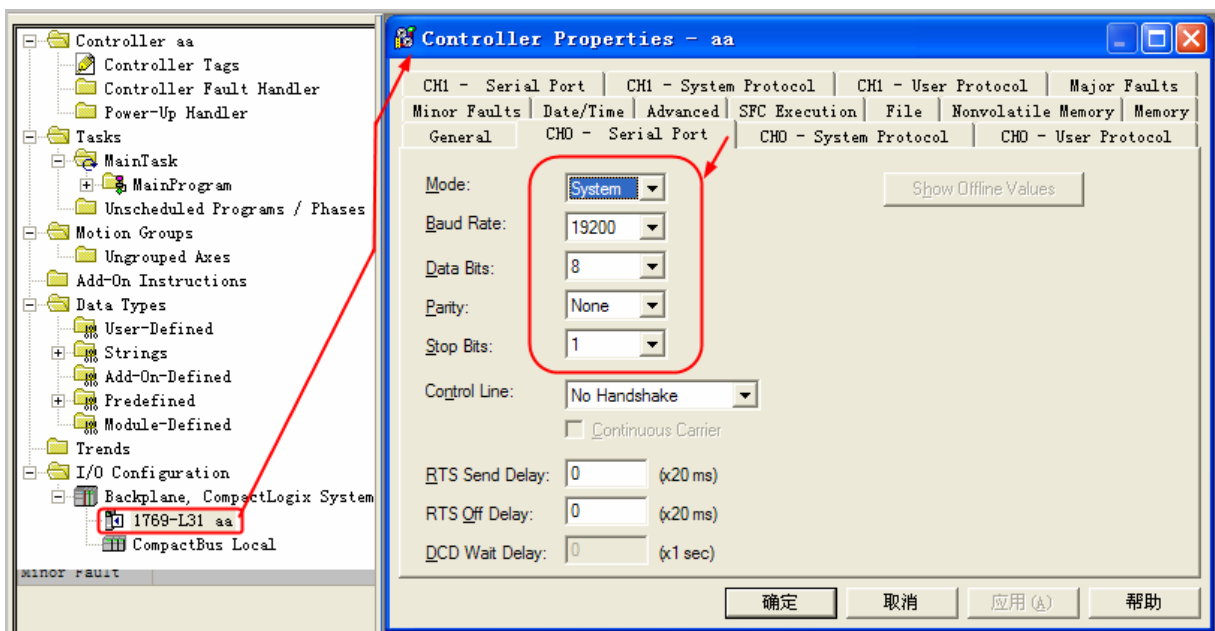 Controller aa
Controller Tags
Controller Fault Handler
Power-Up Handler
Tasks
MainTask
MainProgram
Unscheduled Programs / Phases
Motion Groups
Ungrouped Axes
Add-On Instructions
Data Types
User-Defined
Strings
Add-On-Defined
Predefined
Module-Defined
Trends
I/O Configuration
Backplane, CompactLogix System
1769-L31 aa
CompactBus Local
Minor Fault
Controller Properties - aa
CH1 - Serial Port CH1 - System Protocol CH1 - User Protocol Major Faults
Minor Faults Date/Time Advanced SFC Execution File Nonvolatile Memory Memory
General CH0 - Serial Port CH0 - System Protocol CH0 - User Protocol
Mode: System Show Offline Values
Baud Rate: 19200
Data Bits: 8
Parity: None
Stop Bits: 1
Control Line: No Handshake
Continuous Carrier
RTS Send Delay: 0 (x20 ms)
RTS Off Delay: 0 (x20 ms)
DCD Wait Delay: 0 (x1 sec)
确定 取消 应用(A) 帮助